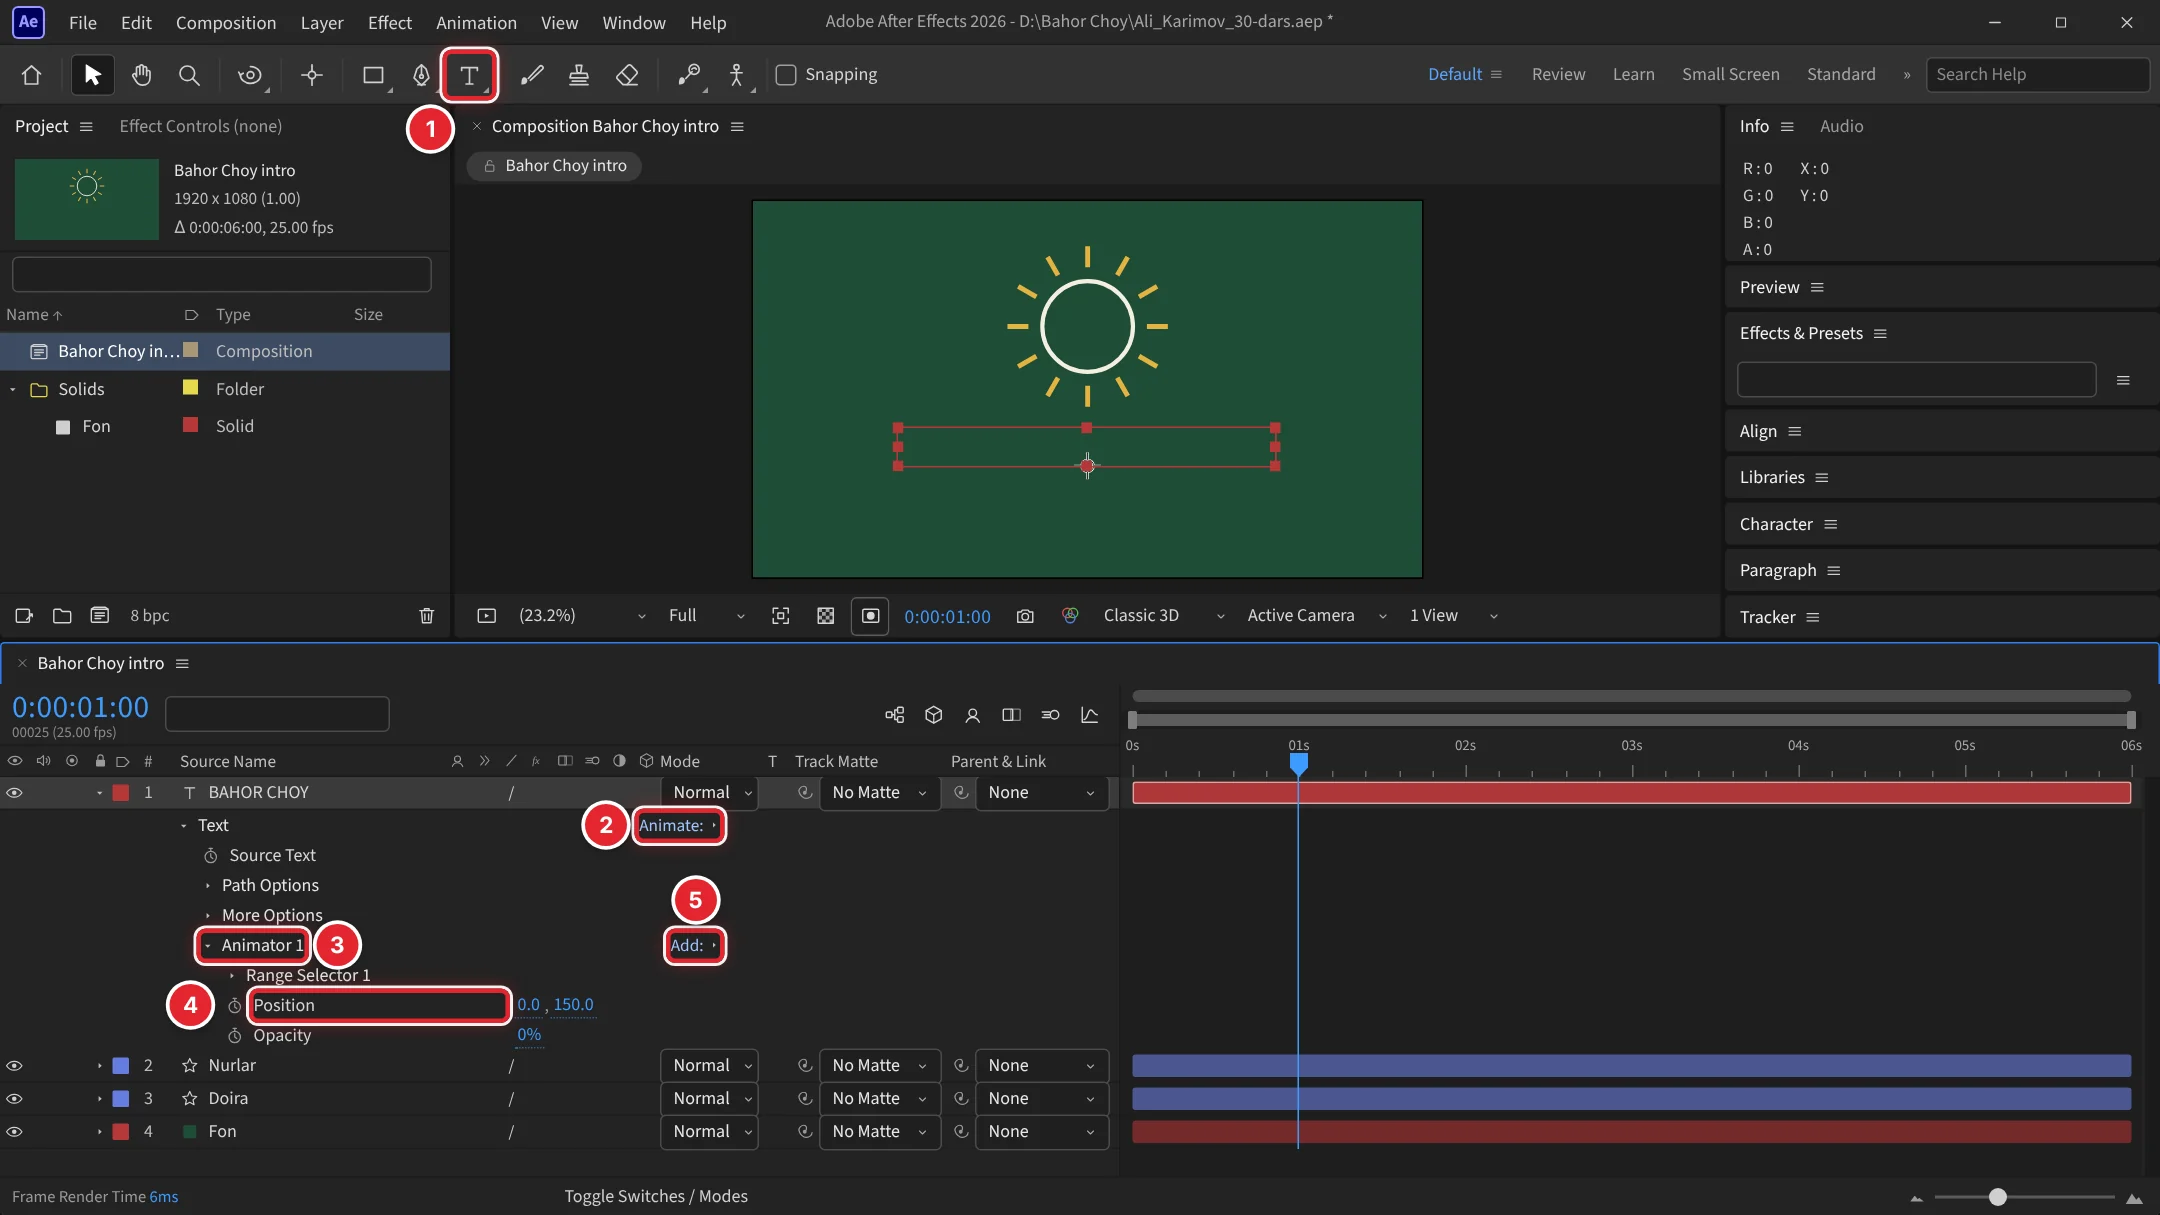 Ae File Edit Composition Layer Effect Animation View Window Help Adobe After Effects 2026 - D:\Bahor Choy\Ali_Karimov_30-dars.aep *
T Snapping Default Review Learn Small Screen Standard » Search Help
1
Project Effect Controls (none)
Bahor Choy intro
1920 x 1080 (1.00)
Δ 0:00:06:00, 25.00 fps
Name Type Size
Bahor Choy in... Composition
Solids Folder
Fon Solid
8 bpc
Composition Bahor Choy intro
Bahor Choy intro
(23.2%) Full 0:00:01:00 Classic 3D Active Camera 1 View
Info Audio
R : 0 X : 0
G : 0 Y : 0
B : 0
A : 0
Preview
Effects & Presets
Align
Libraries
Character
Paragraph
Tracker
Bahor Choy intro
0:00:01:00
00025 (25.00 fps)
# Source Name fx Mode T Track Matte Parent & Link
0s 01s 02s 03s 04s 05s 06s
1 T BAHOR CHOY Normal No Matte None
Text 2 Animate:
Source Text
Path Options
More Options 5
Animator 1 3 Add:
Range Selector 1
4 Position 0.0 , 150.0
Opacity 0%
2 Nurlar Normal No Matte None
3 Doira Normal No Matte None
4 Fon Normal No Matte None
Frame Render Time 6ms Toggle Switches / Modes